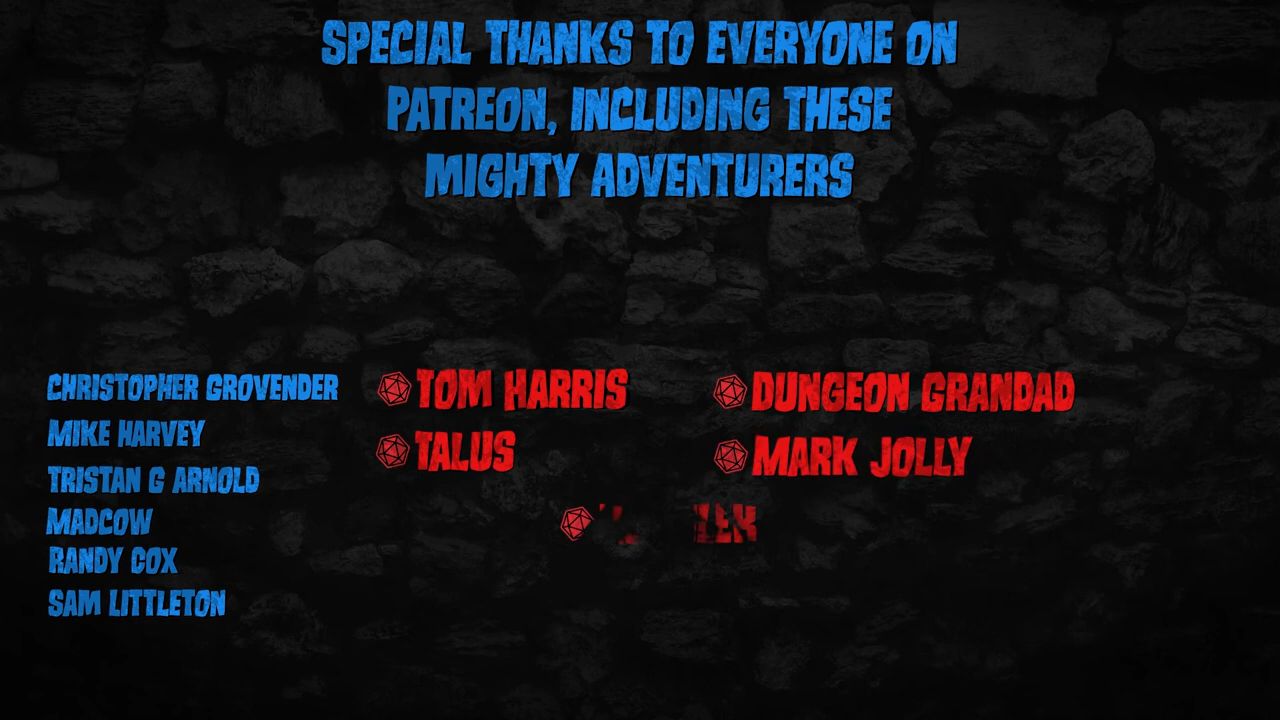 SPECIAL THANKS TO EVERYONE ON
PATREON, INCLUDING THESE
MIGHTY ADVENTURERS
CHRISTOPHER GROVENDER
MIKE HARVEY
TRISTAN G ARNOLD
MADCOW
RANDY COX
SAM LITTLETON
TOM HARRIS
TALUS
DUNGEON GRANDAD
MARK JOLLY